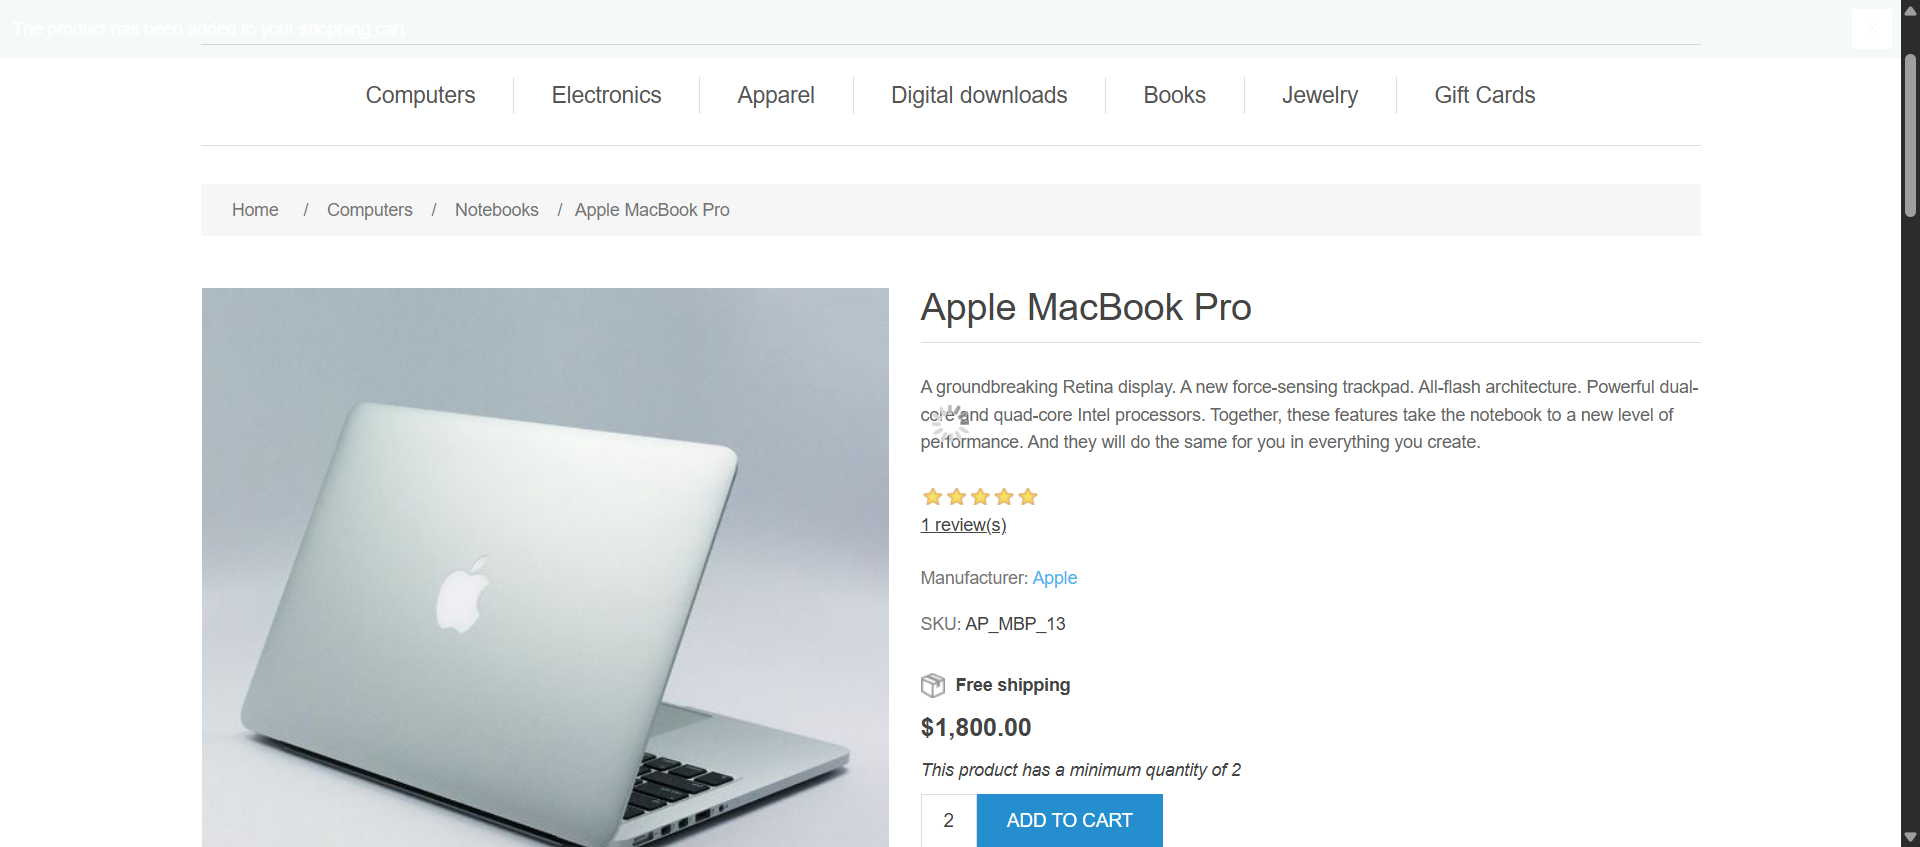 The product has been added to your shopping cart
Computers
Electronics
Apparel
Digital downloads
Books
Jewelry
Gift Cards
Home / Computers / Notebooks / Apple MacBook Pro
Apple MacBook Pro
A groundbreaking Retina display. A new force-sensing trackpad. All-flash architecture. Powerful dual-
core and quad-core Intel processors. Together, these features take the notebook to a new level of
performance. And they will do the same for you in everything you create.
1 review(s)
Manufacturer: Apple
SKU: AP_MBP_13
Free shipping
$1,800.00
This product has a minimum quantity of 2
2
ADD TO CART